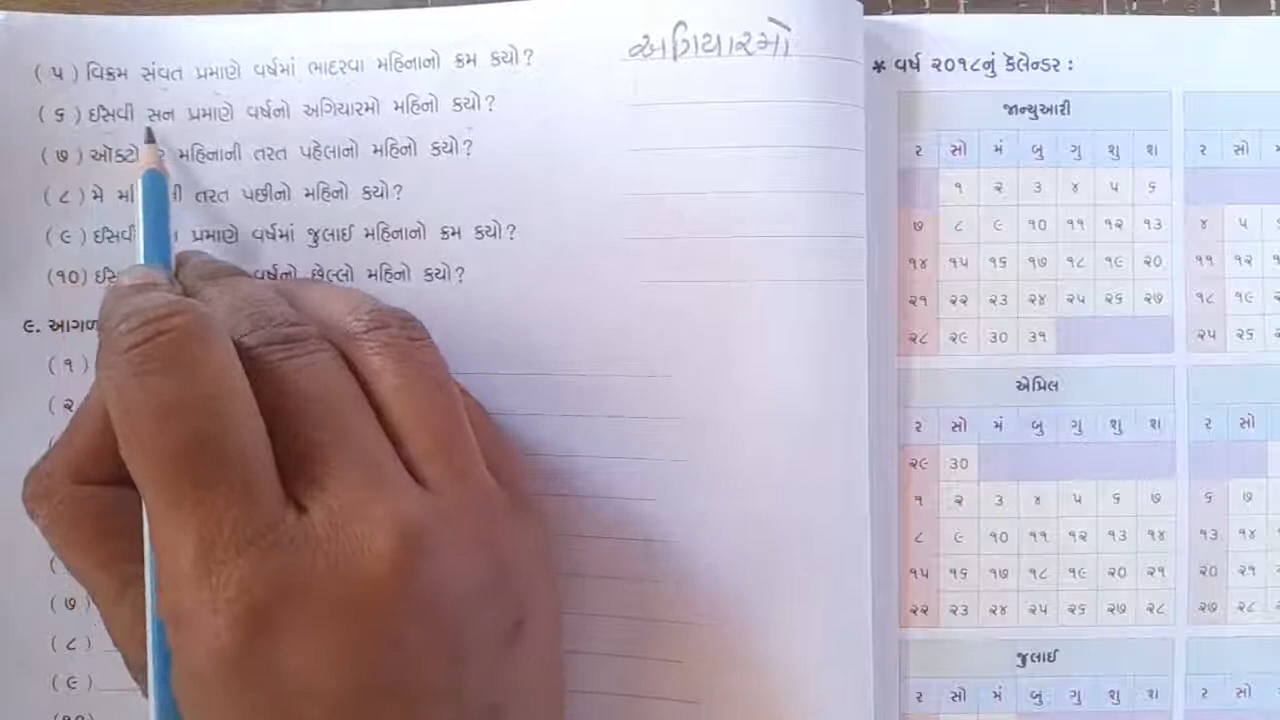 (૫) વિક્રમ સંવત પ્રમાણે વર્ષમાં ભાદરવા મહિનાનો ક્રમ કયો? અગિયારમો
(૬) ઈસવી સન પ્રમાણે વર્ષનો અગિયારમો મહિનો કયો?
(૭) મહિનાની તરત પહેલાનો મહિનો કયો?
(૮) મે તરત પછીનો મહિનો કયો?
(૯) પ્રમાણે વર્ષમાં જુલાઈ મહિનાનો ક્રમ કયો?
(૧૦) વર્ષનો છેલ્લો મહિનો કયો?
૯.
(૧)
(૨
(૭)
(૮)
(૯)
* વર્ષ ૨૦૧૮નું કૅલેન્ડર :
જાન્યુઆરી
ર સો મં બુ ગુ શુ શ
૧ ૨ ૩ ૪ ૫ ૬
૭ ૮ ૯ ૧૦ ૧૧ ૧૨ ૧૩
૧૪ ૧૫ ૧૬ ૧૭ ૧૮ ૧૯ ૨૦
૨૧ ૨૨ ૨૩ ૨૪ ૨૫ ૨૬ ૨૭
૨૮ ૨૯ ૩૦ ૩૧
ર સો
૪ ૫
૧૧ ૧૨
૧૮ ૧૯
૨૫ ૨૬
એપ્રિલ
ર સો મં બુ ગુ શુ શ
૨૯ ૩૦
૧ ૨ ૩ ૪ ૫ ૬ ૭
૮ ૯ ૧૦ ૧૧ ૧૨ ૧૩ ૧૪
૧૫ ૧૬ ૧૭ ૧૮ ૧૯ ૨૦ ૨૧
૨૨ ૨૩ ૨૪ ૨૫ ૨૬ ૨૭ ૨૮
ર સો
૬ ૭
૧૩ ૧૪
૨૦ ૨૧
૨૭ ૨૮
જુલાઈ
ર સો મં બુ ગુ શુ શ
ર સો